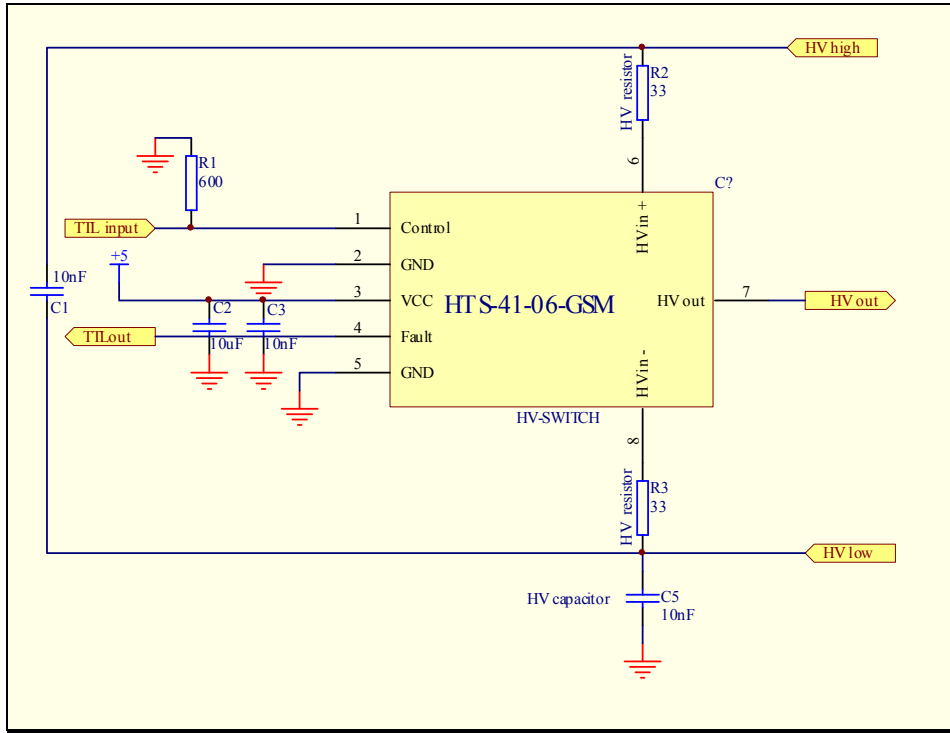 HV high
HV resistor
R2
33
6
R1
600
C?
TTL input
1
Control
HVin +
2
GND
+5
10nF
C1
3
VCC
HTS-41-06-GSM
HV out
7
HV out
C2
C3
TTLout
10uF
10nF
4
Fault
5
GND
HVin -
HV-SWITCH
8
HV resistor
R3
33
HV low
HV capacitor
C5
10nF